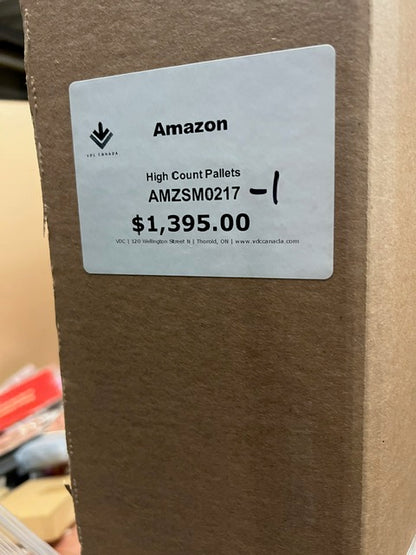 VDC CANADA
Amazon
High Count Pallets
AMZSM0217 -1
$1,395.00
VDC | 120 Wellington Street N | Thorold, ON | www.vdccanada.com